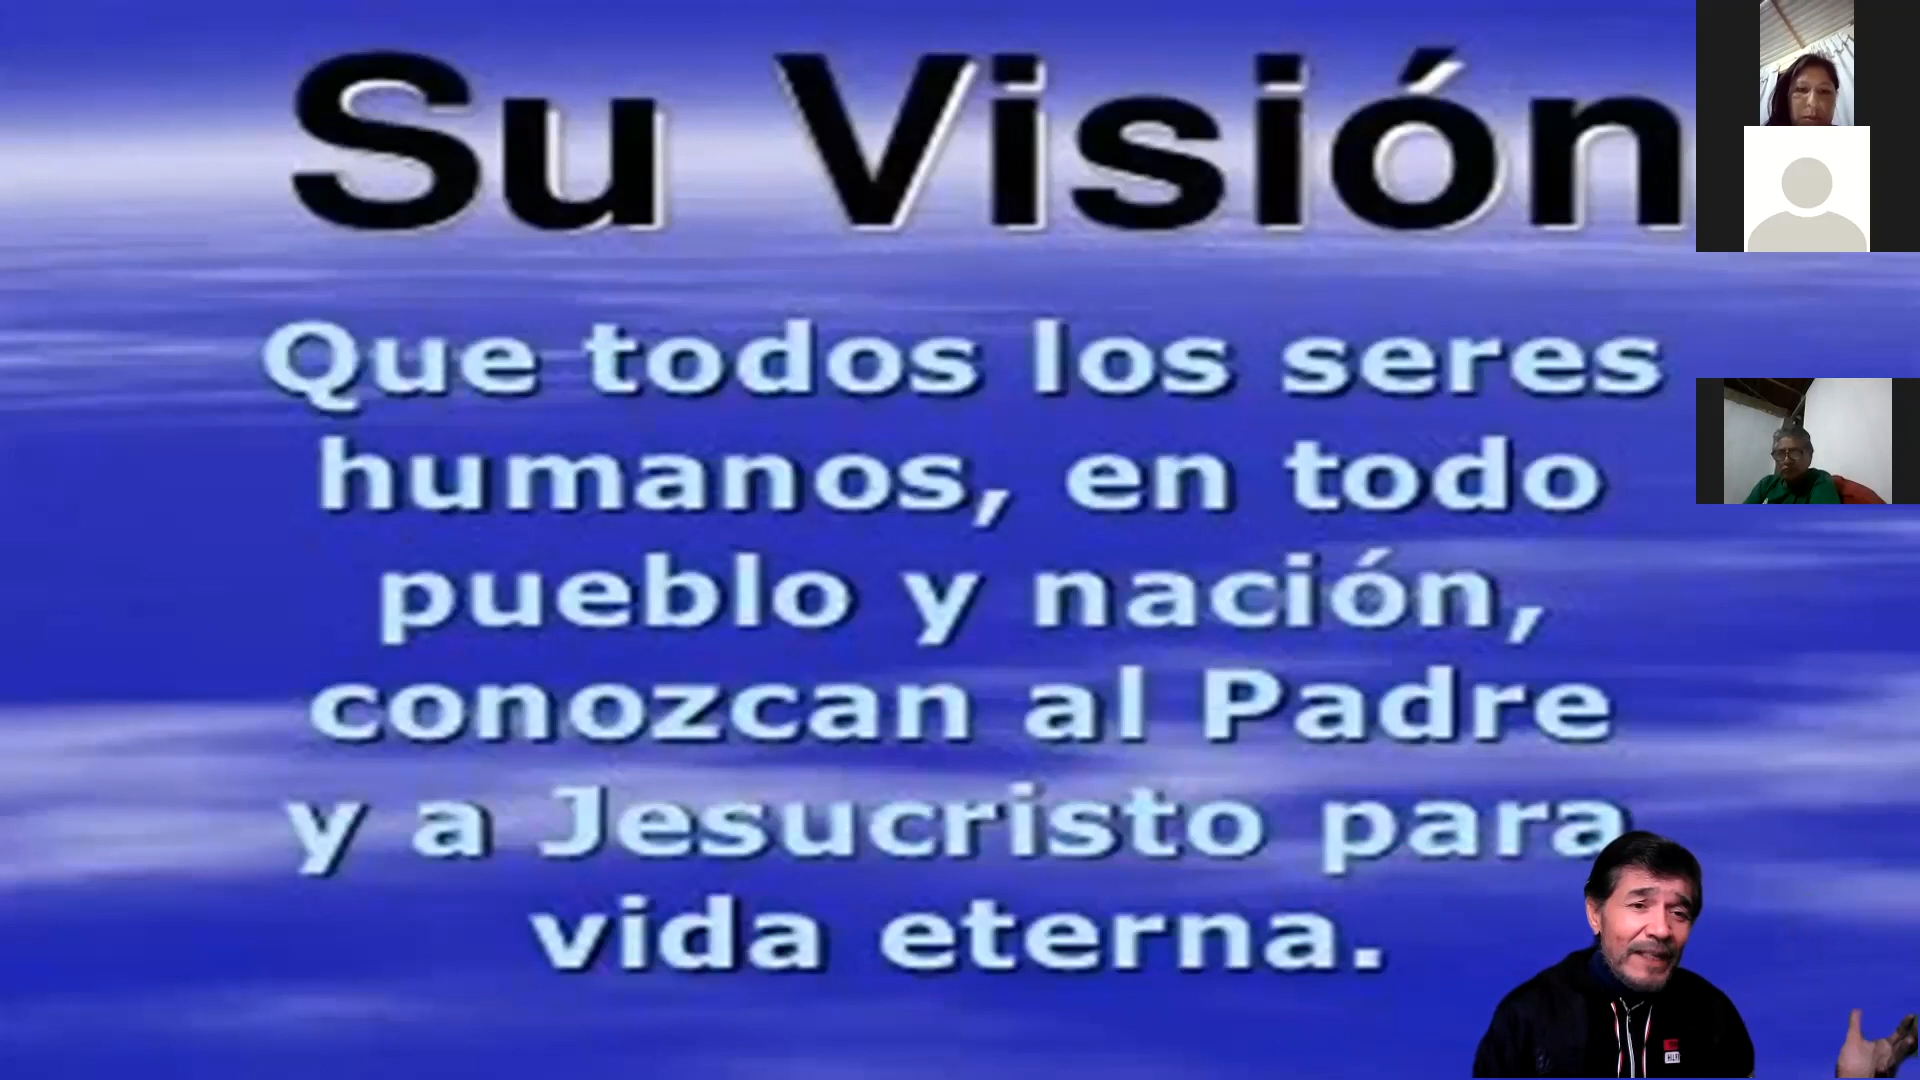 Su Visión
Que todos los seres
humanos, en todo
pueblo y nación,
conozcan al Padre
y a Jesucristo para
vida eterna.